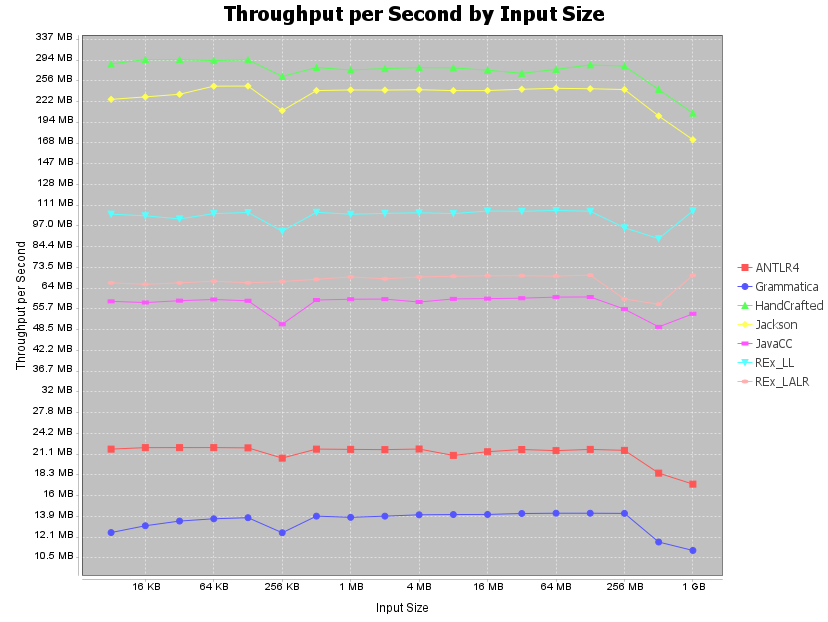 Throughput per Second by Input Size
Throughput per Second
337 MB
294 MB
256 MB
222 MB
194 MB
168 MB
147 MB
128 MB
111 MB
97.0 MB
84.4 MB
73.5 MB
64 MB
55.7 MB
48.5 MB
42.2 MB
36.7 MB
32 MB
27.8 MB
24.2 MB
21.1 MB
18.3 MB
16 MB
13.9 MB
12.1 MB
10.5 MB
16 KB
64 KB
256 KB
1 MB
4 MB
16 MB
64 MB
256 MB
1 GB
Input Size
ANTLR4
Grammatica
HandCrafted
Jackson
JavaCC
REx_LL
REx_LALR